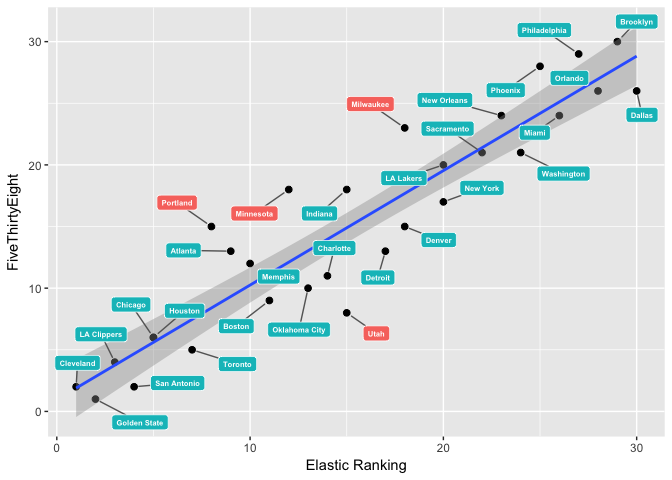 30
20
10
0
FiveThirtyEight
Brooklyn
Philadelphia
Orlando
Phoenix
New Orleans
Milwaukee
Dallas
Sacramento
Miami
Washington
LA Lakers
New York
Portland
Minnesota
Indiana
Denver
Atlanta
Charlotte
Memphis
Detroit
Chicago
Houston
Boston
Oklahoma City
Utah
LA Clippers
Cleveland
Toronto
San Antonio
Golden State
0
10
20
30
Elastic Ranking